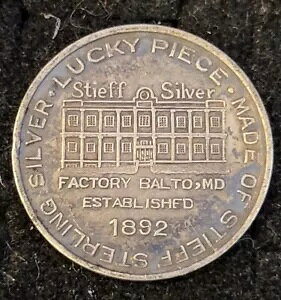 LUCKY PIECE · MADE OF STIEFF STERLING SILVER ·
Stieff Silver
FACTORY BALTO, MD
ESTABLISHED
1892